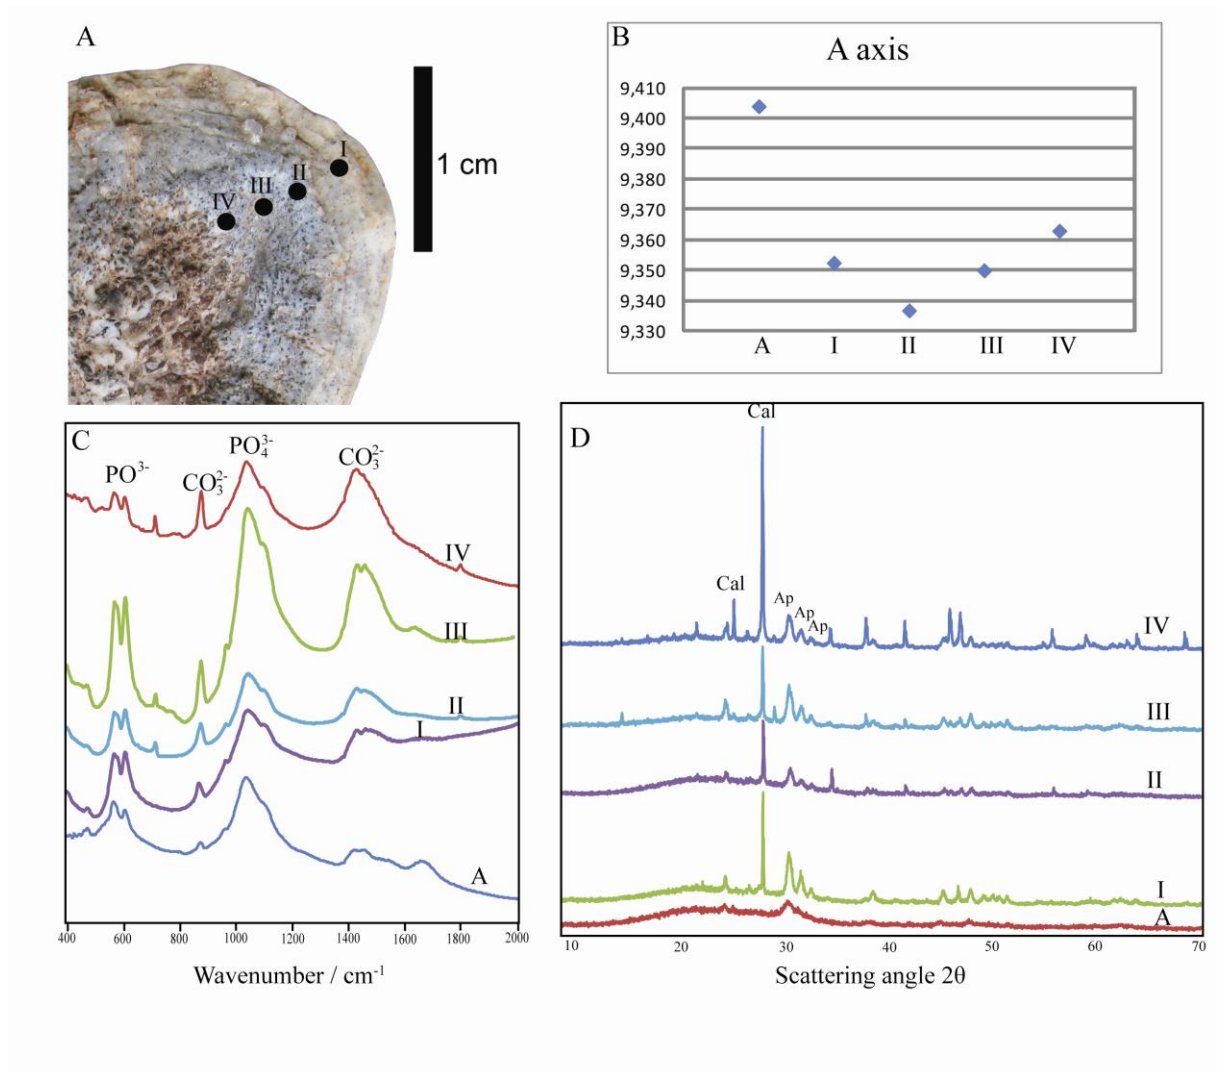 A
I
II
III
IV
1 cm
B
A axis
9,410
9,400
9,390
9,380
9,370
9,360
9,350
9,340
9,330
A I II III IV
C
PO³⁻
CO₃²⁻
PO₄³⁻
CO₃²⁻
IV
III
II
I
A
400 600 800 1000 1200 1400 1600 1800 2000
Wavenumber / cm⁻¹
D
Cal
Cal
Ap
Ap
Ap
IV
III
II
I
A
10 20 30 40 50 60 70
Scattering angle 2θ